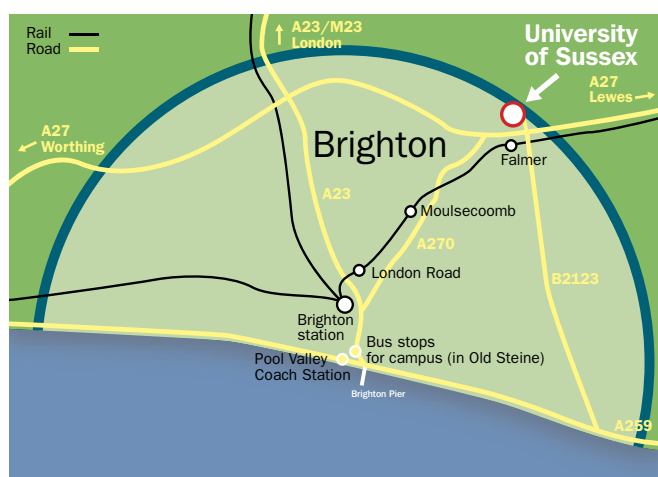 Rail
Road
A23/M23
London
University
of Sussex
A27
Lewes
A27
Worthing
Brighton
Falmer
A23
Moulsecoomb
A270
London Road
B2123
Brighton
station
Bus stops
for campus (in Old Steine)
Pool Valley
Coach Station
Brighton Pier
A259